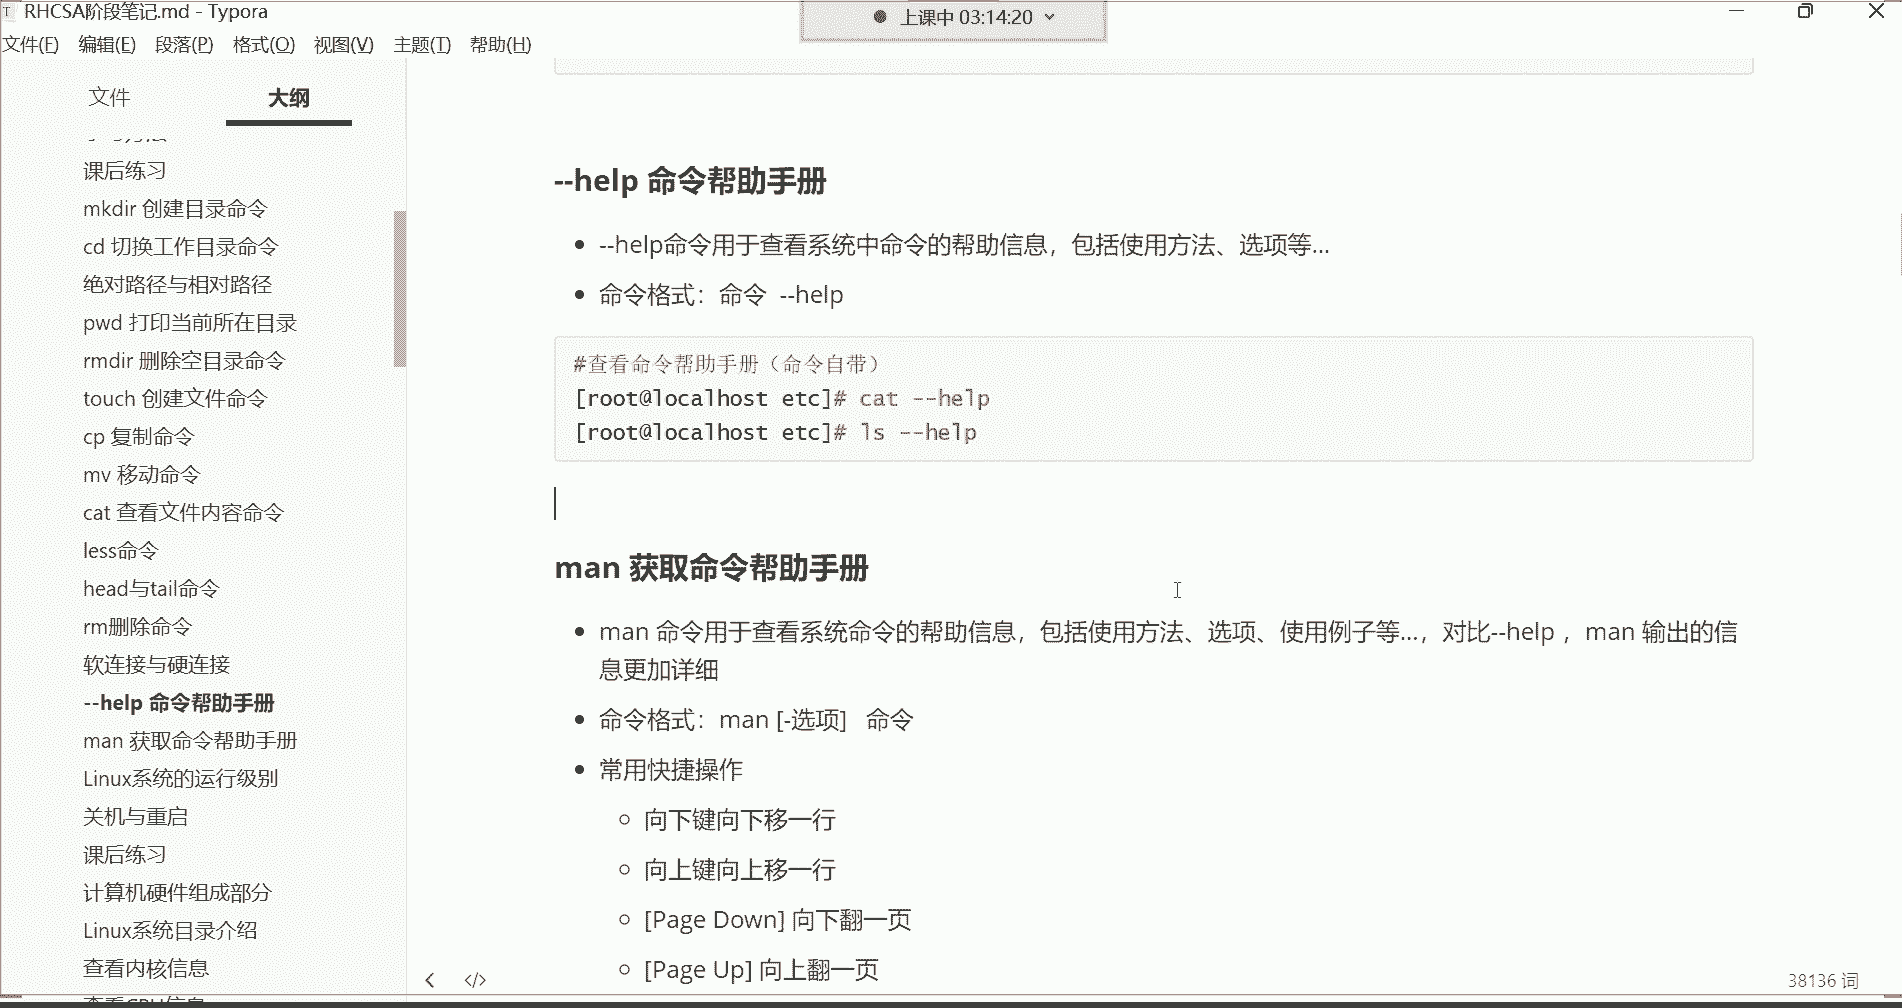 RHCSA阶段笔记.md - Typora
上课中 03:14:20
文件(F) 编辑(E) 段落(P) 格式(O) 视图(V) 主题(T) 帮助(H)
文件 大纲
课后练习
mkdir 创建目录命令
cd 切换工作目录命令
绝对路径与相对路径
pwd 打印当前所在目录
rmdir 删除空目录命令
touch 创建文件命令
cp 复制命令
mv 移动命令
cat 查看文件内容命令
less命令
head与tail命令
rm删除命令
软连接与硬连接
--help 命令帮助手册
man 获取命令帮助手册
Linux系统的运行级别
关机与重启
课后练习
计算机硬件组成部分
Linux系统目录介绍
查看内核信息
查看CPU信息
--help 命令帮助手册
--help命令用于查看系统中命令的帮助信息，包括使用方法、选项等...
命令格式：命令 --help
#查看命令帮助手册（命令自带）
[root@localhost etc]# cat --help
[root@localhost etc]# ls --help
man 获取命令帮助手册
man 命令用于查看系统命令的帮助信息，包括使用方法、选项、使用例子等...，对比--help ，man 输出的信
息更加详细
命令格式：man [-选项] 命令
常用快捷操作
向下键向下移一行
向上键向上移一行
[Page Down] 向下翻一页
[Page Up] 向上翻一页
38136 词